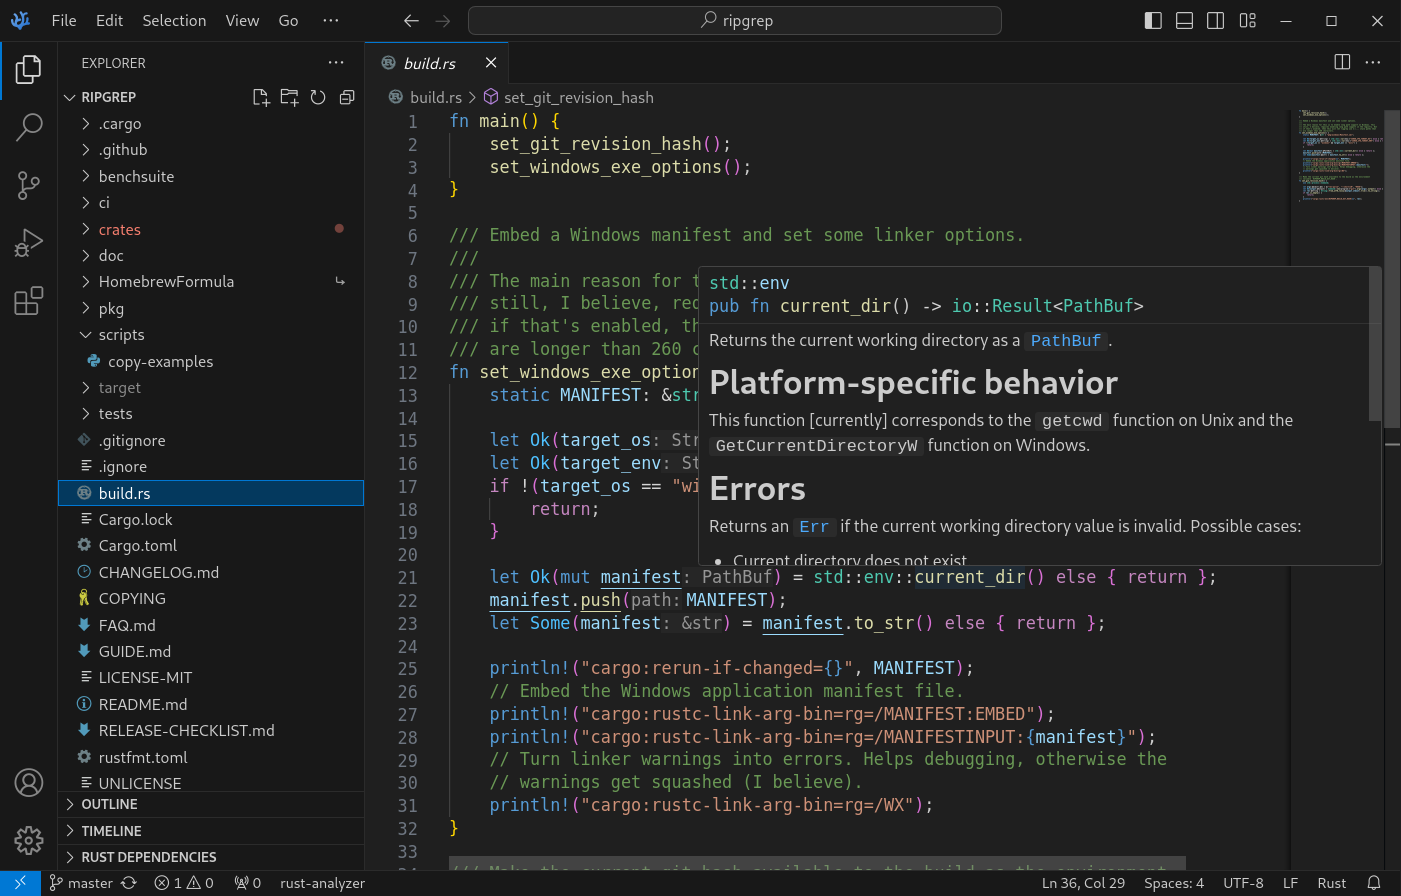 File Edit Selection View Go ···
ripgrep
EXPLORER ···
RIPGREP
.cargo
.github
benchsuite
ci
crates
doc
HomebrewFormula
pkg
scripts
copy-examples
target
tests
.gitignore
.ignore
build.rs
Cargo.lock
Cargo.toml
CHANGELOG.md
COPYING
FAQ.md
GUIDE.md
LICENSE-MIT
README.md
RELEASE-CHECKLIST.md
rustfmt.toml
UNLICENSE
OUTLINE
TIMELINE
RUST DEPENDENCIES
build.rs
build.rs > set_git_revision_hash
1 fn main() {
2 set_git_revision_hash();
3 set_windows_exe_options();
4 }
5
6 /// Embed a Windows manifest and set some linker options.
7 ///
8 /// The main reason for t
9 /// still, I believe, rec
10 /// if that's enabled, th
11 /// are longer than 260 c
12 fn set_windows_exe_option
13 static MANIFEST: &str
14
15 let Ok(target_os: Str
16 let Ok(target_env: St
17 if !(target_os == "wi
18 return;
19 }
20
21 let Ok(mut manifest: PathBuf) = std::env::current_dir() else { return };
22 manifest.push(path: MANIFEST);
23 let Some(manifest: &str) = manifest.to_str() else { return };
24
25 println!("cargo:rerun-if-changed={}", MANIFEST);
26 // Embed the Windows application manifest file.
27 println!("cargo:rustc-link-arg-bin=rg=/MANIFEST:EMBED");
28 println!("cargo:rustc-link-arg-bin=rg=/MANIFESTINPUT:{manifest}");
29 // Turn linker warnings into errors. Helps debugging, otherwise the
30 // warnings get squashed (I believe).
31 println!("cargo:rustc-link-arg-bin=rg=/WX");
32 }
33
std::env
pub fn current_dir() -> io::Result<PathBuf>
Returns the current working directory as a PathBuf.
Platform-specific behavior
This function [currently] corresponds to the getcwd function on Unix and the
GetCurrentDirectoryW function on Windows.
Errors
Returns an Err if the current working directory value is invalid. Possible cases:
• Current directory does not exist
master 1 0 0 rust-analyzer
Ln 36, Col 29 Spaces: 4 UTF-8 LF Rust